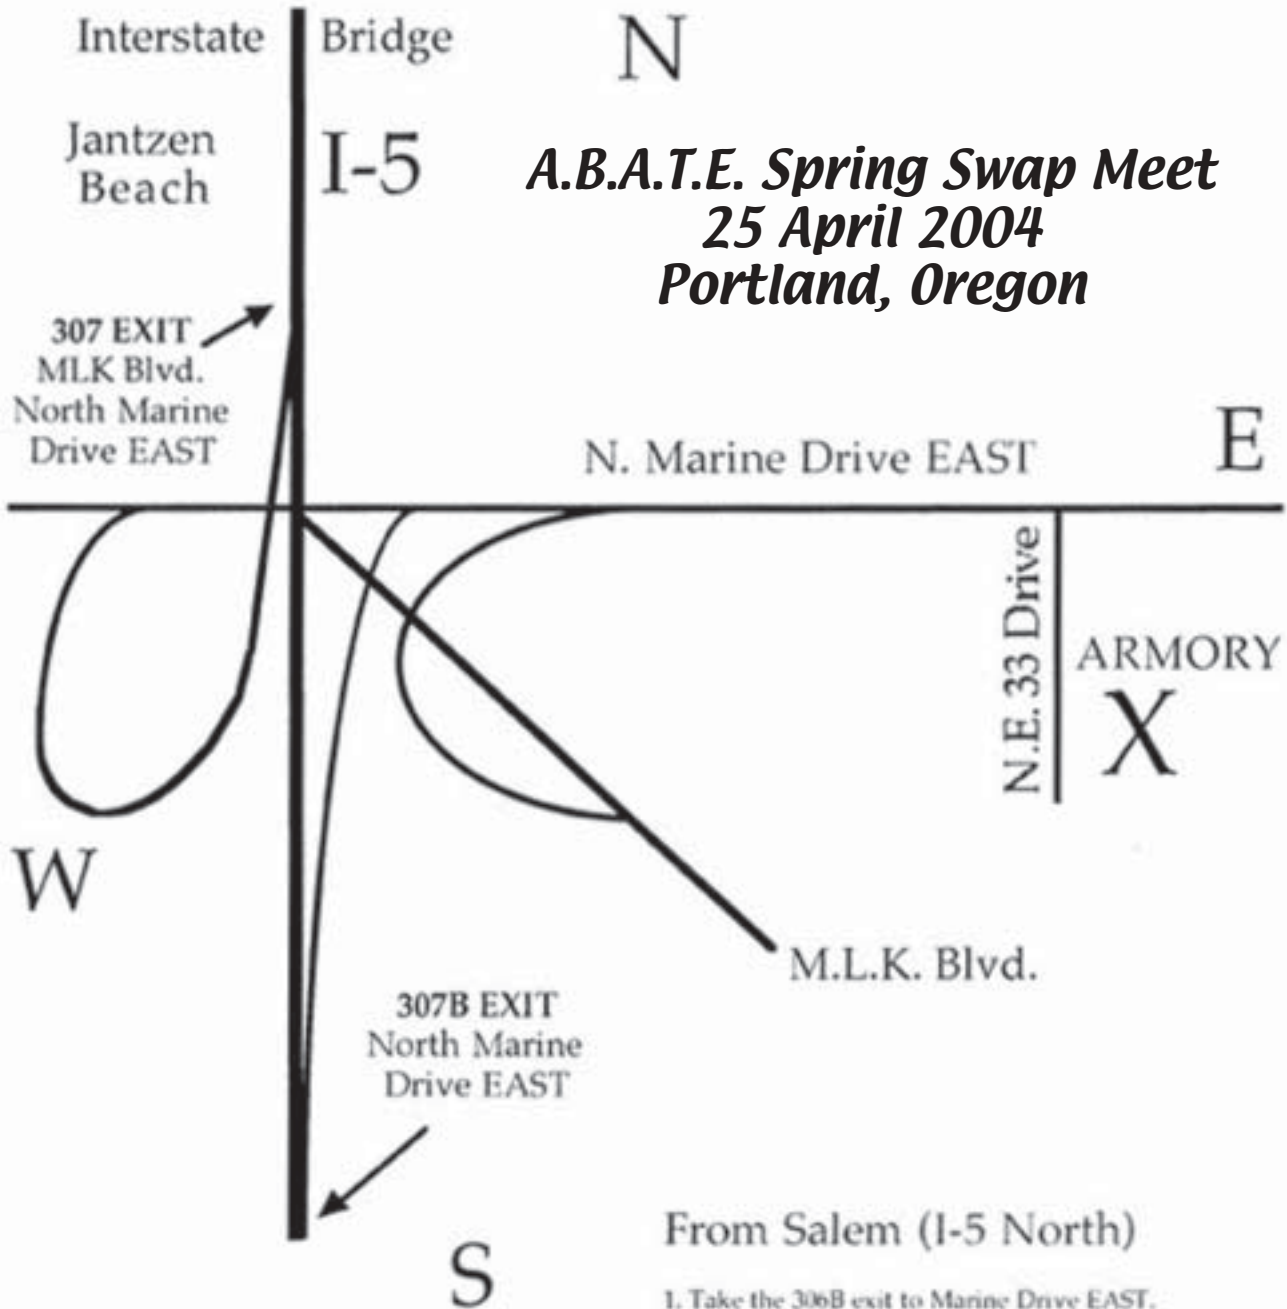 Interstate Bridge
N
Jantzen
Beach
I-5
A.B.A.T.E. Spring Swap Meet
25 April 2004
Portland, Oregon
307 EXIT
MLK Blvd.
North Marine
Drive EAST
N. Marine Drive EAST
E
N.E. 33 Drive
ARMORY
X
W
M.L.K. Blvd.
307B EXIT
North Marine
Drive EAST
S
From Salem (I-5 North)
1. Take the 306B exit to Marine Drive EAST.